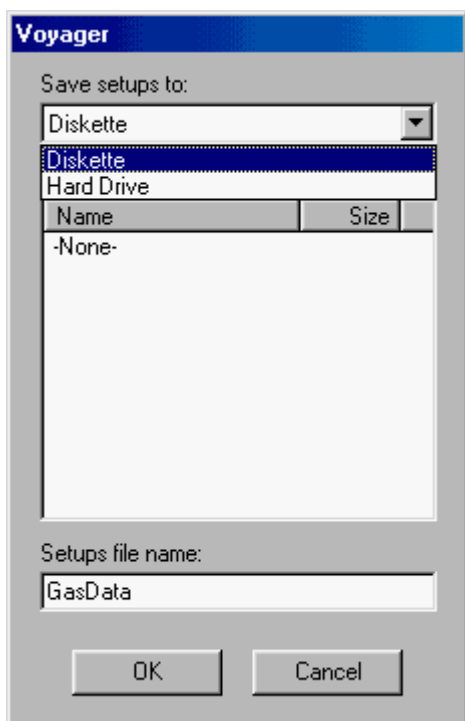 Voyager
Save setups to:
Diskette
Diskette
Hard Drive
Name Size
-None-
Setups file name:
GasData
OK Cancel